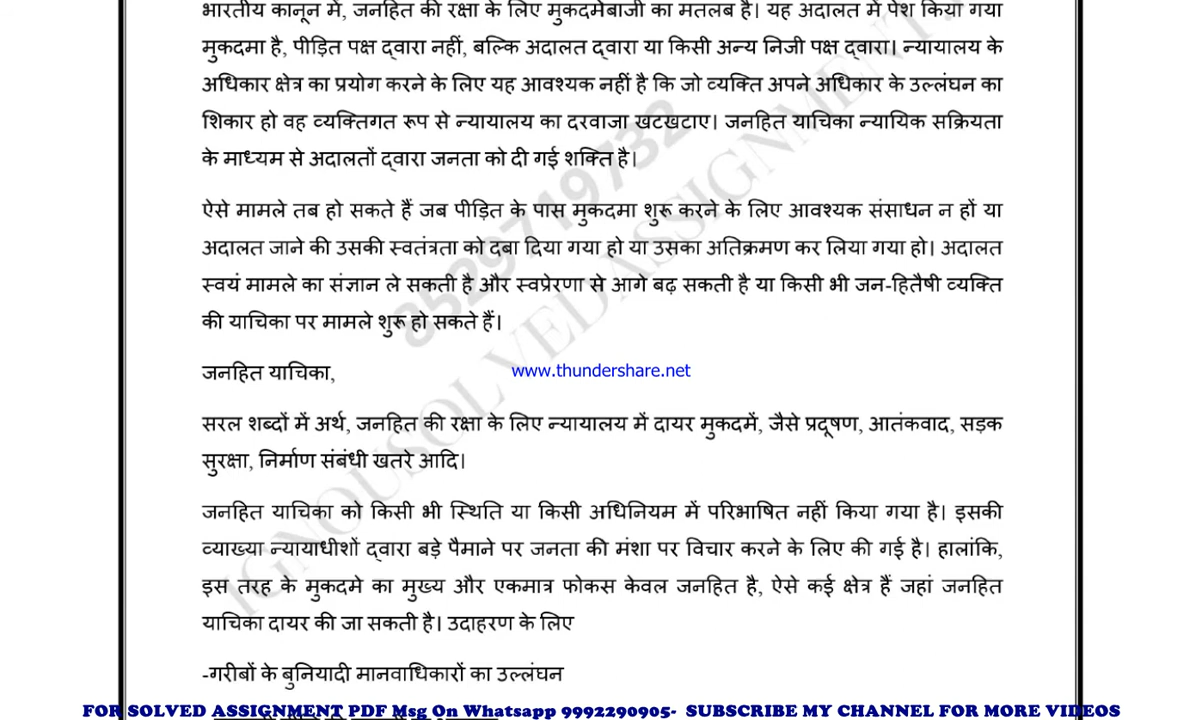 भारतीय कानून में, जनहित की रक्षा के लिए मुकदमेबाजी का मतलब है। यह अदालत में पेश किया गया
मुकदमा है, पीड़ित पक्ष द्वारा नहीं, बल्कि अदालत द्वारा या किसी अन्य निजी पक्ष द्वारा। न्यायालय के
अधिकार क्षेत्र का प्रयोग करने के लिए यह आवश्यक नहीं है कि जो व्यक्ति अपने अधिकार के उल्लंघन का
शिकार हो वह व्यक्तिगत रूप से न्यायालय का दरवाजा खटखटाए। जनहित याचिका न्यायिक सक्रियता
के माध्यम से अदालतों द्वारा जनता को दी गई शक्ति है।
ऐसे मामले तब हो सकते हैं जब पीड़ित के पास मुकदमा शुरू करने के लिए आवश्यक संसाधन न हों या
अदालत जाने की उसकी स्वतंत्रता को दबा दिया गया हो या उसका अतिक्रमण कर लिया गया हो। अदालत
स्वयं मामले का संज्ञान ले सकती है और स्वप्रेरणा से आगे बढ़ सकती है या किसी भी जन-हितैषी व्यक्ति
की याचिका पर मामले शुरू हो सकते हैं।
जनहित याचिका,
www.thundershare.net
सरल शब्दों में अर्थ, जनहित की रक्षा के लिए न्यायालय में दायर मुकदमें, जैसे प्रदूषण, आतंकवाद, सड़क
सुरक्षा, निर्माण संबंधी खतरे आदि।
जनहित याचिका को किसी भी स्थिति या किसी अधिनियम में परिभाषित नहीं किया गया है। इसकी
व्याख्या न्यायाधीशों द्वारा बड़े पैमाने पर जनता की मंशा पर विचार करने के लिए की गई है। हालांकि,
इस तरह के मुकदमे का मुख्य और एकमात्र फोकस केवल जनहित है, ऐसे कई क्षेत्र हैं जहां जनहित
याचिका दायर की जा सकती है। उदाहरण के लिए
-गरीबों के बुनियादी मानवाधिकारों का उल्लंघन
FOR SOLVED ASSIGNMENT PDF Msg On Whatsapp 9992290905- SUBSCRIBE MY CHANNEL FOR MORE VIDEOS
8529719732
IGNOUSOLVEDASSIGNMENT.